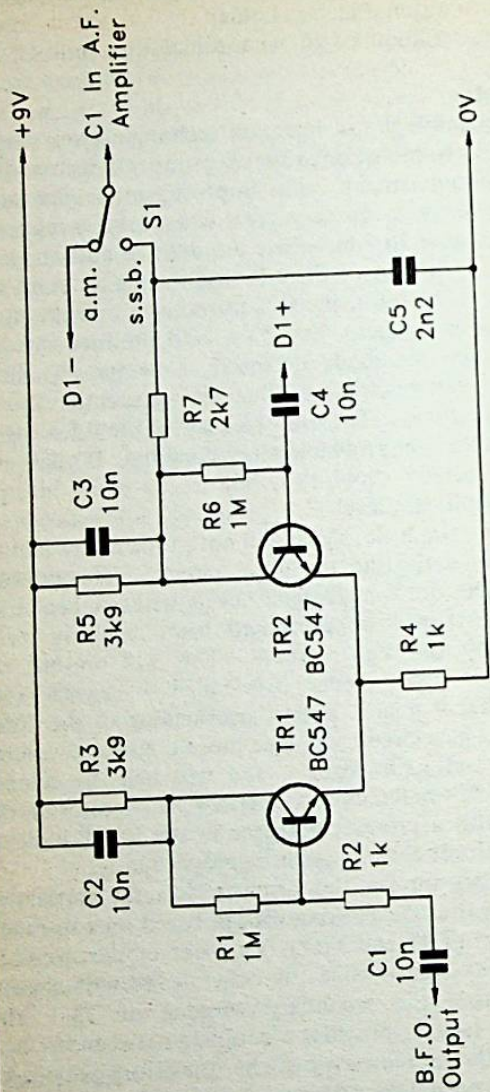 +9V
C1 In A.F.
Amplifier
D1−
a.m.
s.s.b.
S1
C2
10n
R3
3k9
R5
3k9
C3
10n
R7
2k7
R6
1M
D1+
C4
10n
C5
2n2
R1
1M
TR1
BC547
TR2
BC547
R2
1k
R4
1k
C1
10n
B.F.O.
Output
0V